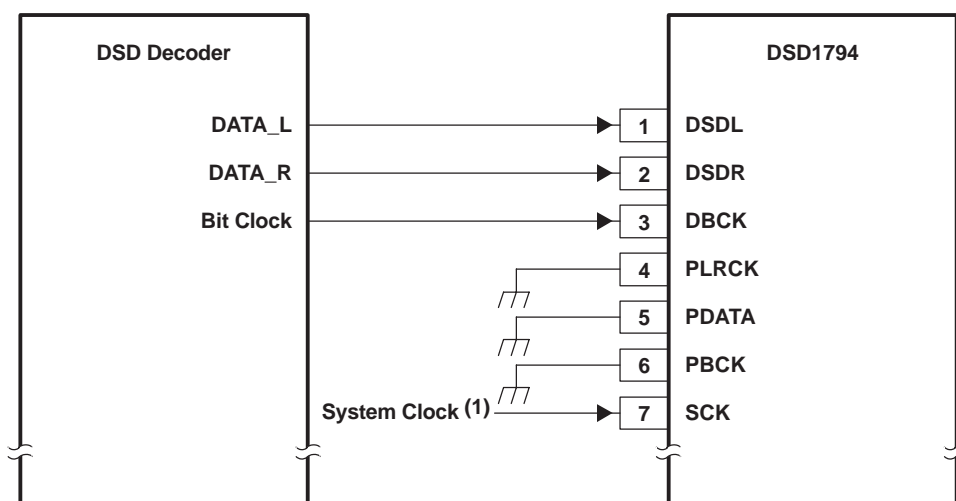 DSD Decoder
DSD1794
DATA_L 1 DSDL
DATA_R 2 DSDR
Bit Clock 3 DBCK
4 PLRCK
5 PDATA
6 PBCK
System Clock (1) 7 SCK